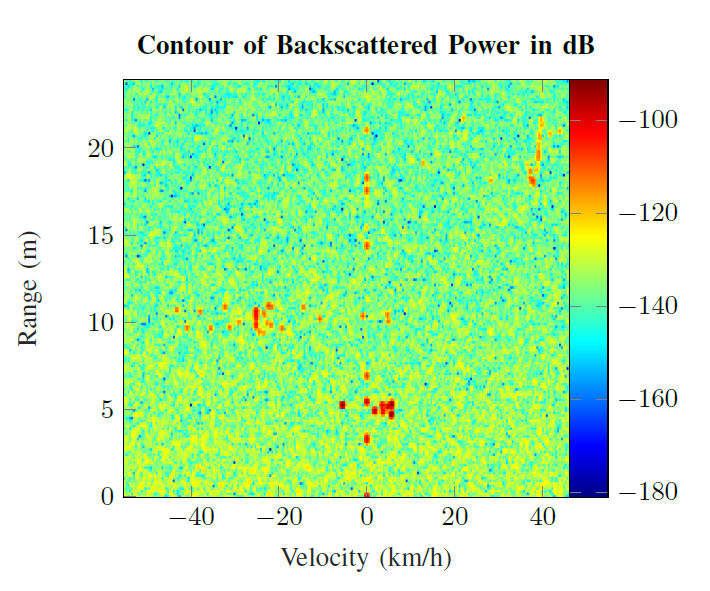 Contour of Backscattered Power in dB
Range (m)
20
15
10
5
0
−40 −20 0 20 40
Velocity (km/h)
−100
−120
−140
−160
−180